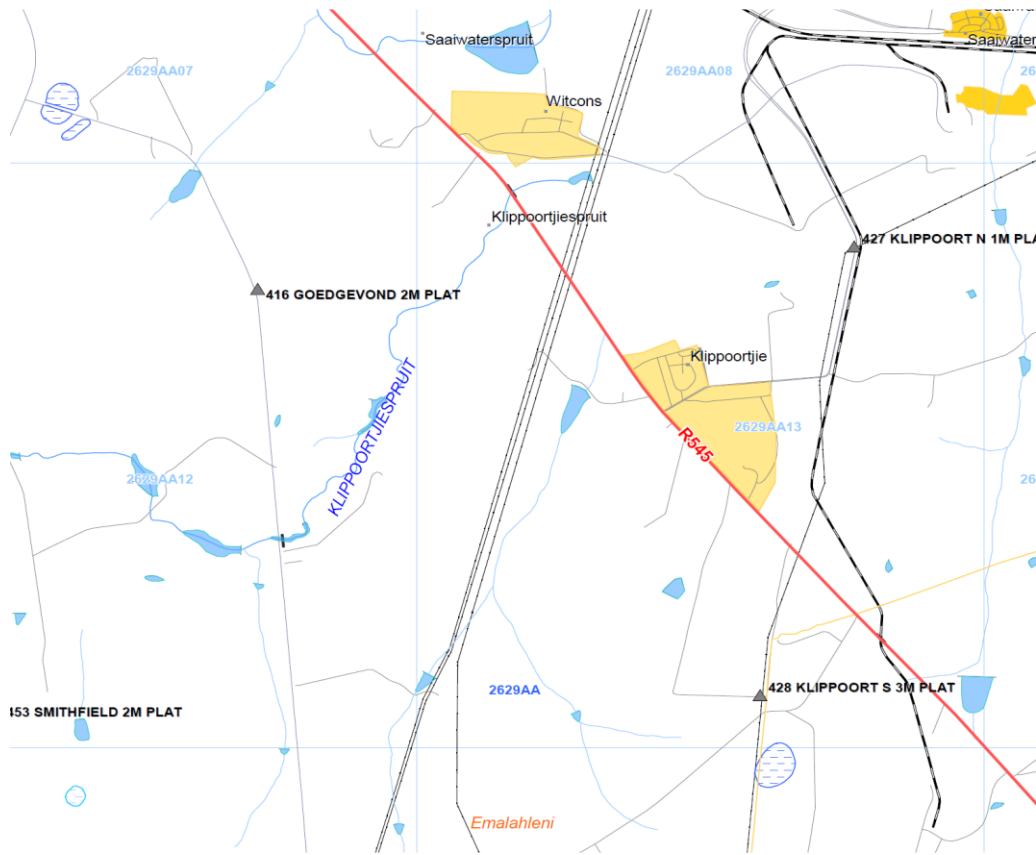 Saaiwaterspruit
2629AA07
2629AA08
Witcons
Klippoortjiespruit
427 KLIPPOORT N 1M PLA
416 GOEDGEVOND 2M PLAT
Klippoortjie
KLIPPOORTJIESPRUIT
R545
2629AA13
2629AA12
2629AA
428 KLIPPOORT S 3M PLAT
453 SMITHFIELD 2M PLAT
Emalahleni